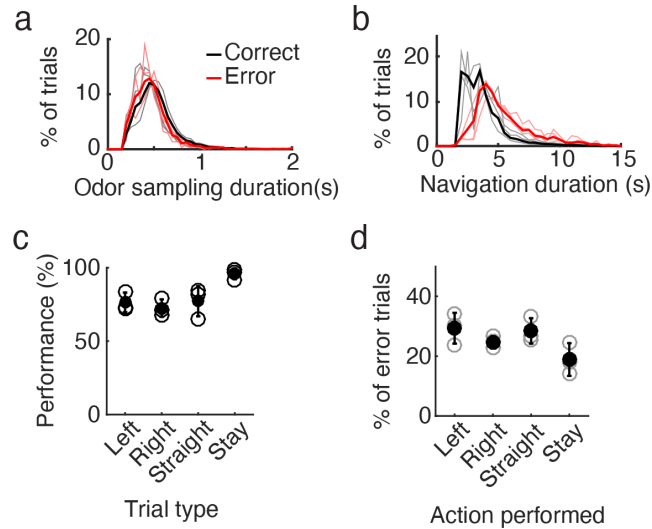 a
% of trials
20
10
0
0
1
2
Odor sampling duration(s)
Correct
Error
b
% of trials
20
10
0
0
5
10
15
Navigation duration (s)
c
Performance (%)
100
75
50
0
Left
Right
Straight
Stay
Trial type
d
% of error trials
40
20
0
Left
Right
Straight
Stay
Action performed